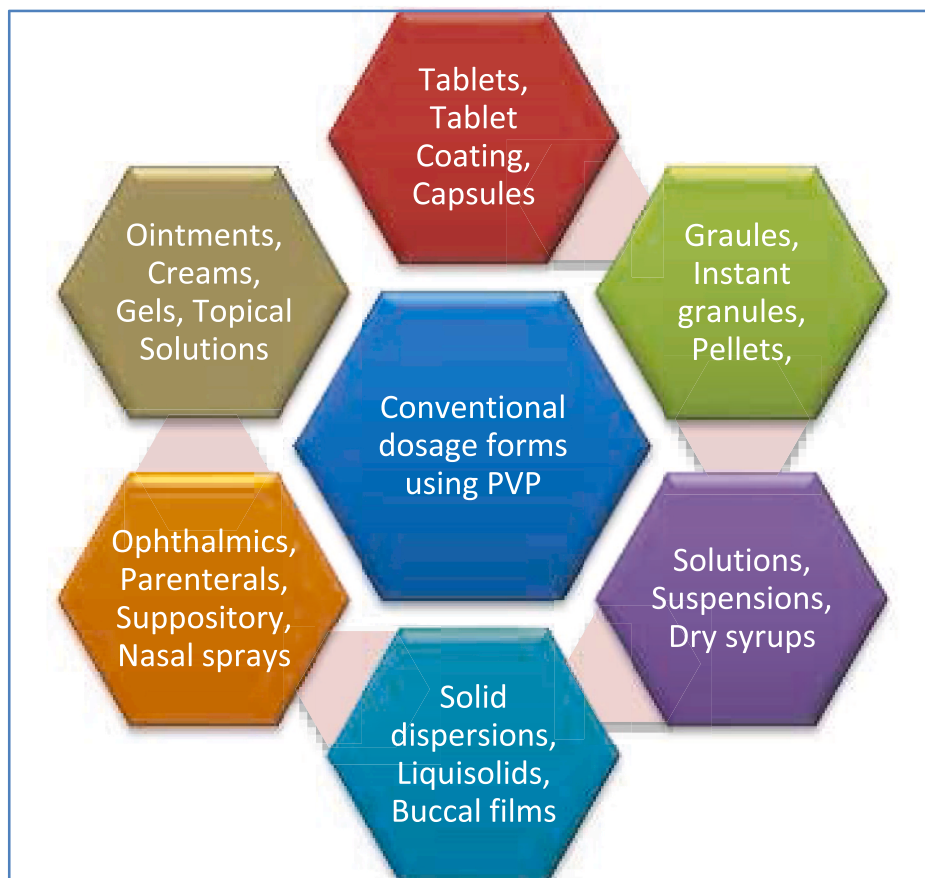 Tablets,
Tablet
Coating,
Capsules
Graules,
Instant
granules,
Pellets,
Solutions,
Suspensions,
Dry syrups
Solid
dispersions,
Liquisolids,
Buccal films
Ophthalmics,
Parenterals,
Suppository,
Nasal sprays
Ointments,
Creams,
Gels, Topical
Solutions
Conventional
dosage forms
using PVP